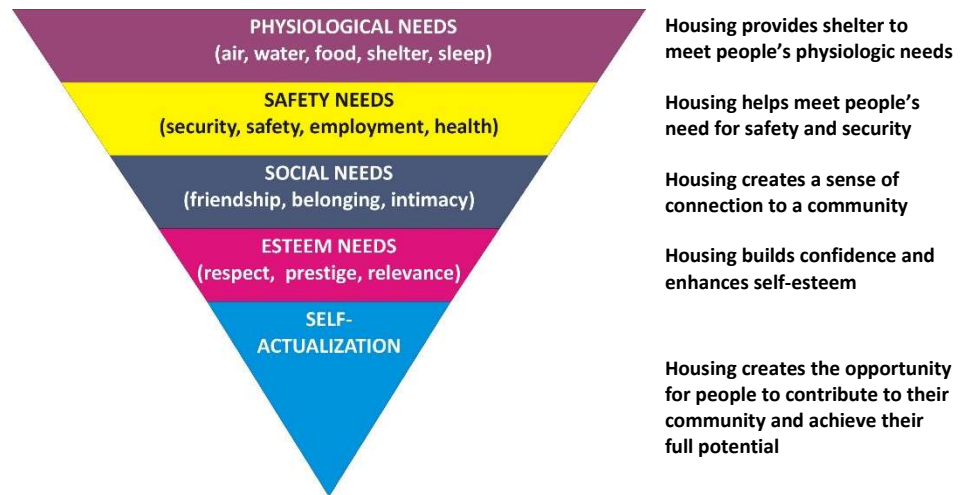 PHYSIOLOGICAL NEEDS
(air, water, food, shelter, sleep)
Housing provides shelter to
meet people's physiologic needs
SAFETY NEEDS
(security, safety, employment, health)
Housing helps meet people's
need for safety and security
SOCIAL NEEDS
(friendship, belonging, intimacy)
Housing creates a sense of
connection to a community
ESTEEM NEEDS
(respect,  prestige, relevance)
Housing builds confidence and
enhances self-esteem
SELF-
ACTUALIZATION
Housing creates the opportunity
for people to contribute to their
community and achieve their
full potential